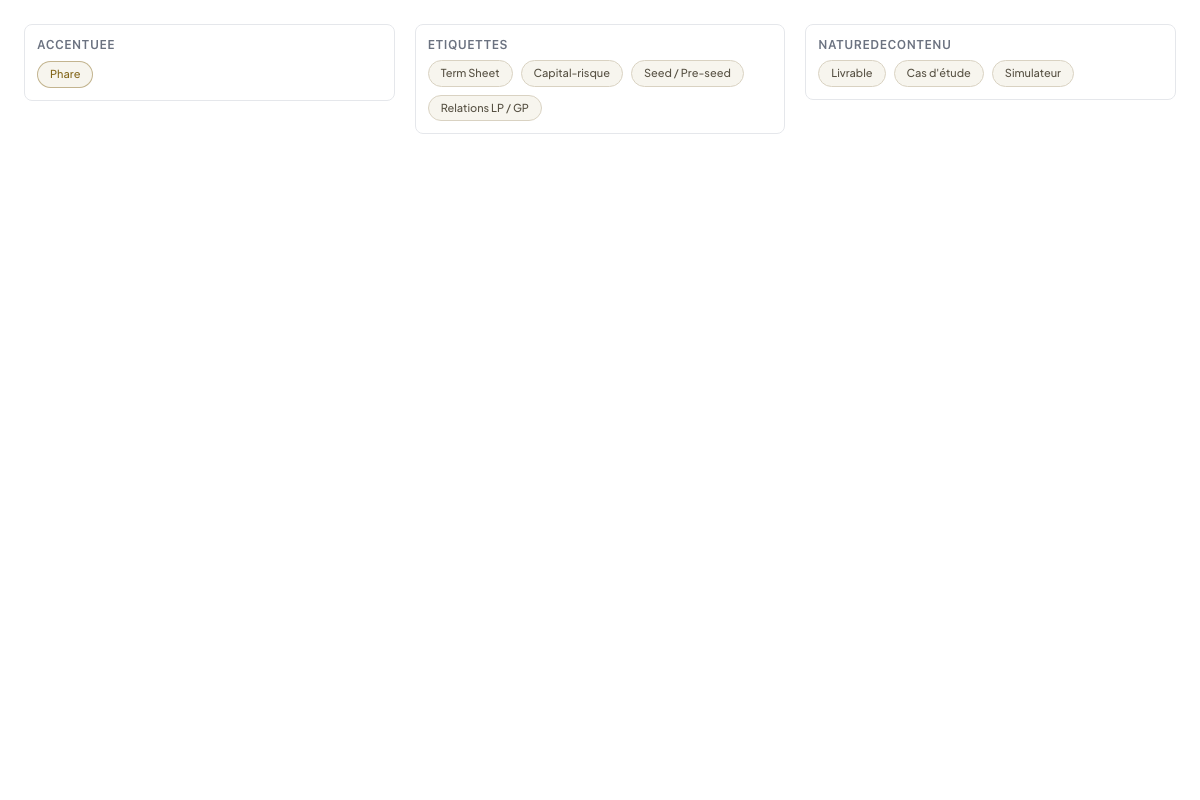 ACCENTUEE
Phare
ETIQUETTES
Term Sheet
Capital-risque
Seed / Pre-seed
Relations LP / GP
NATUREDECONTENU
Livrable
Cas d'étude
Simulateur